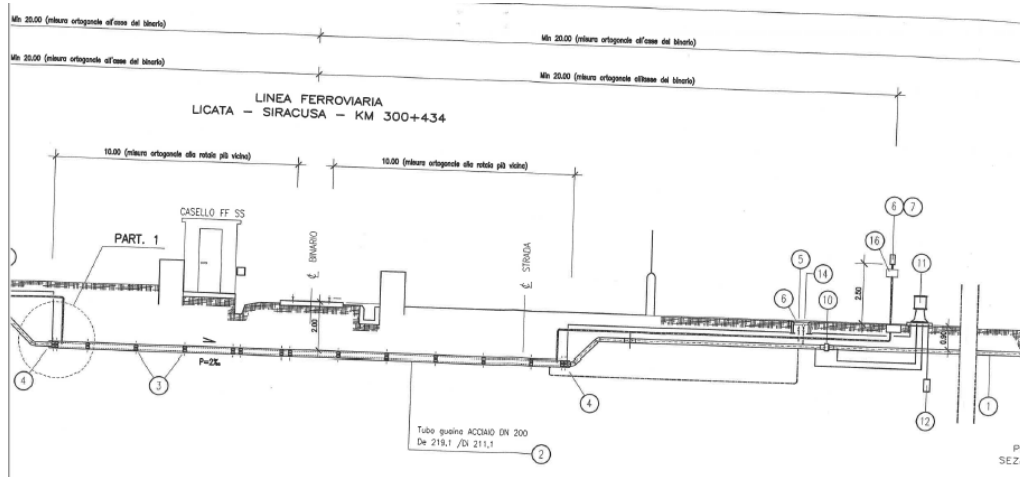 Min 20.00 (misura ortogonale all'asse del binario)
Min 20.00 (misura ortogonale all'asse del binario)
Min 20.00 (misura ortogonale all'asse del binario)
Min 20.00 (misura ortogonale all'asse del binario)
LINEA FERROVIARIA
LICATA – SIRACUSA – KM 300+434
10.00 (misura ortogonale alla rotaia più vicina)
10.00 (misura ortogonale alla rotaia più vicina)
CASELLO FF SS
PART. 1
BINARIO
STRADA
6 7
16
5
14
11
2.50
6
10
2.00
0.90
P=2‰
4
3
4
12
1
Tubo guaina ACCIAIO DN 200
De 219,1 /Di 211,1
2
P
SEZ